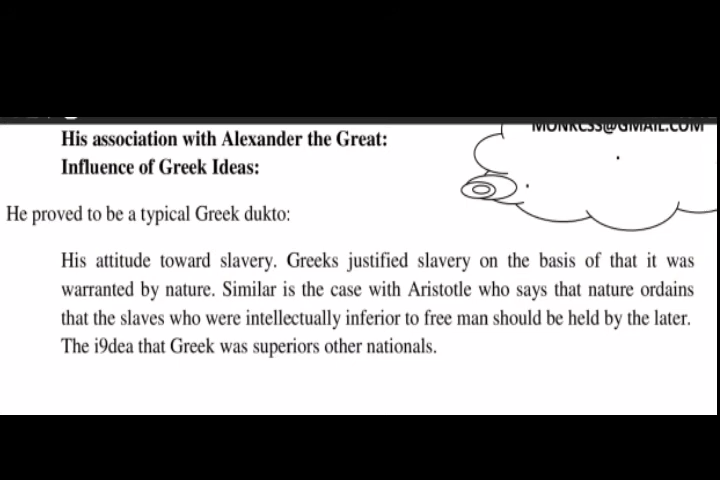 MONKCSS@GMAIL.COM
His association with Alexander the Great:
Influence of Greek Ideas:
He proved to be a typical Greek dukto:
His attitude toward slavery. Greeks justified slavery on the basis of that it was
warranted by nature. Similar is the case with Aristotle who says that nature ordains
that the slaves who were intellectually inferior to free man should be held by the later.
The i9dea that Greek was superiors other nationals.